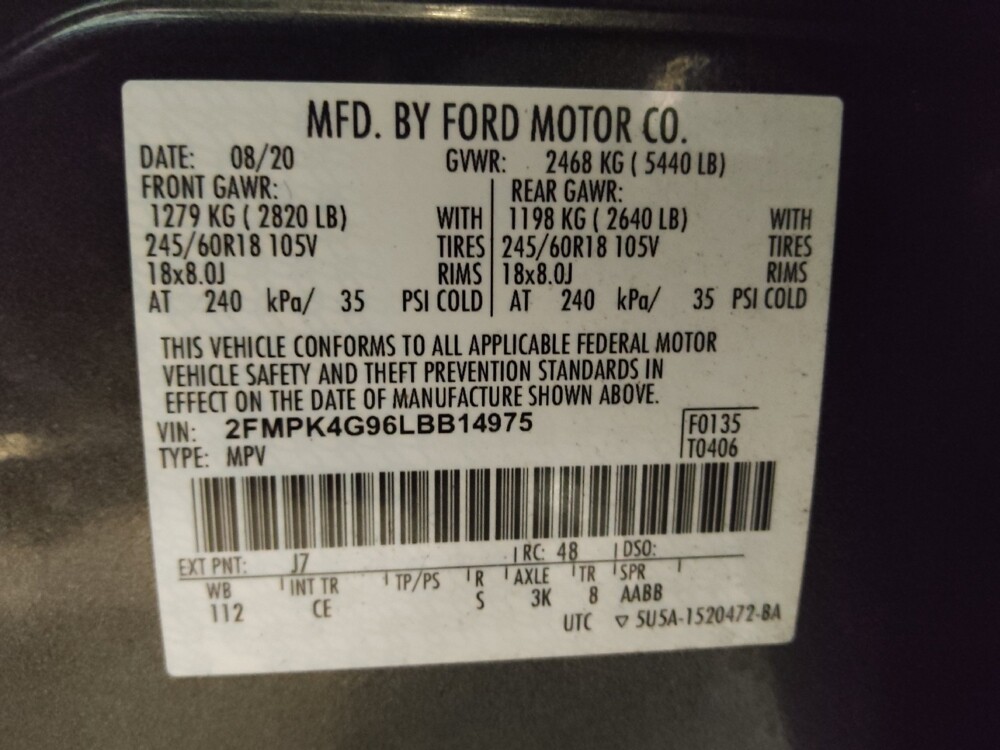 MFD. BY FORD MOTOR CO.
DATE: 08/20 GVWR: 2468 KG ( 5440 LB)
FRONT GAWR: REAR GAWR:
1279 KG ( 2820 LB) WITH 1198 KG ( 2640 LB) WITH
245/60R18 105V TIRES 245/60R18 105V TIRES
18x8.0J RIMS 18x8.0J RIMS
AT 240 kPa/ 35 PSI COLD AT 240 kPa/ 35 PSI COLD
THIS VEHICLE CONFORMS TO ALL APPLICABLE FEDERAL MOTOR
VEHICLE SAFETY AND THEFT PREVENTION STANDARDS IN
EFFECT ON THE DATE OF MANUFACTURE SHOWN ABOVE.
VIN: 2FMPK4G96LBB14975 F0135
TYPE: MPV T0406
EXT PNT: J7 RC: 48 DSO:
WB INT TR TP/PS R AXLE TR SPR
112 CE S 3K 8 AABB
UTC ▽ 5U5A-1520472-BA